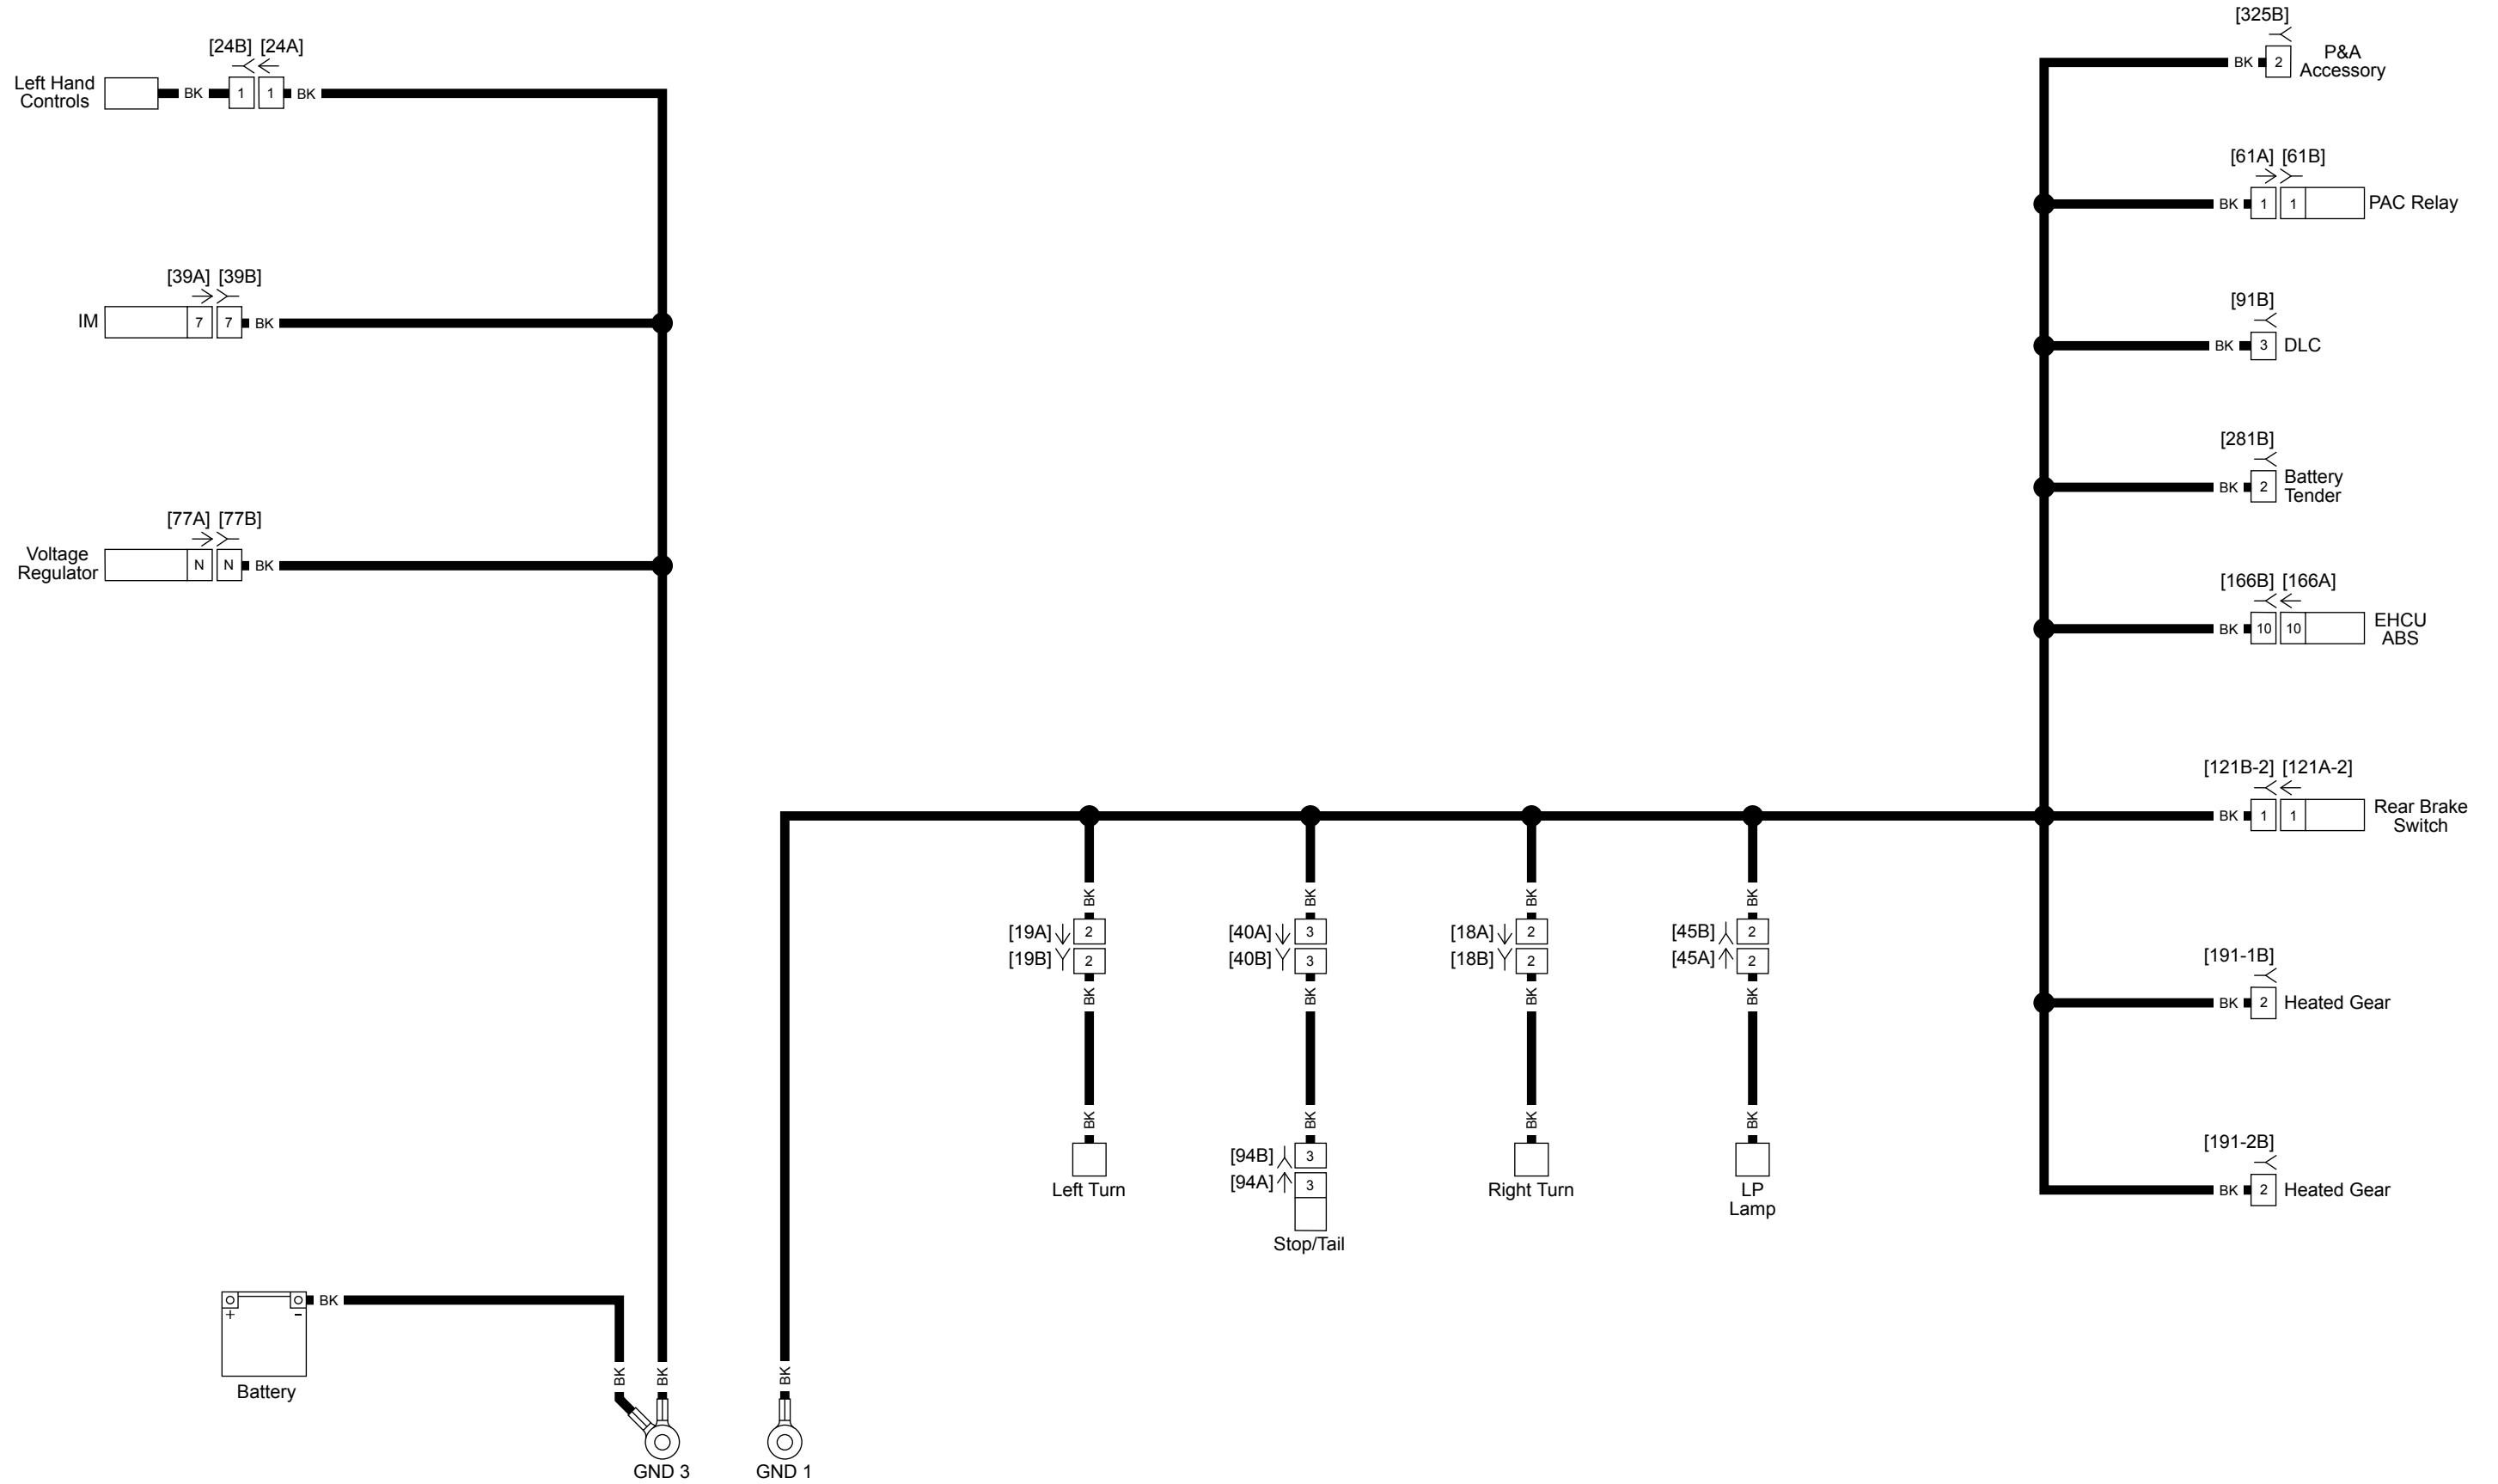 [325B]
BK 2
P&A
Accessory
[24B] [24A]
Left Hand
Controls
BK 1 1 BK
[61A] [61B]
BK 1 1 PAC Relay
[39A] [39B]
IM 7 7 BK
[91B]
BK 3 DLC
[281B]
BK 2
Battery
Tender
[77A] [77B]
Voltage
Regulator
N N BK
[166B] [166A]
BK 10 10
EHCU
ABS
[121B-2] [121A-2]
BK 1 1
Rear Brake
Switch
BK BK BK BK
[19A] 2 [40A] 3 [18A] 2 [45B] 2
[19B] 2 [40B] 3 [18B] 2 [45A] 2
BK BK BK BK
[191-1B]
BK 2 Heated Gear
BK BK BK BK
[94B] 3
[94A] 3
Left Turn
Right Turn
LP
Lamp
Stop/Tail
[191-2B]
BK 2 Heated Gear
BK
+ -
Battery
BK BK BK
GND 3 GND 1